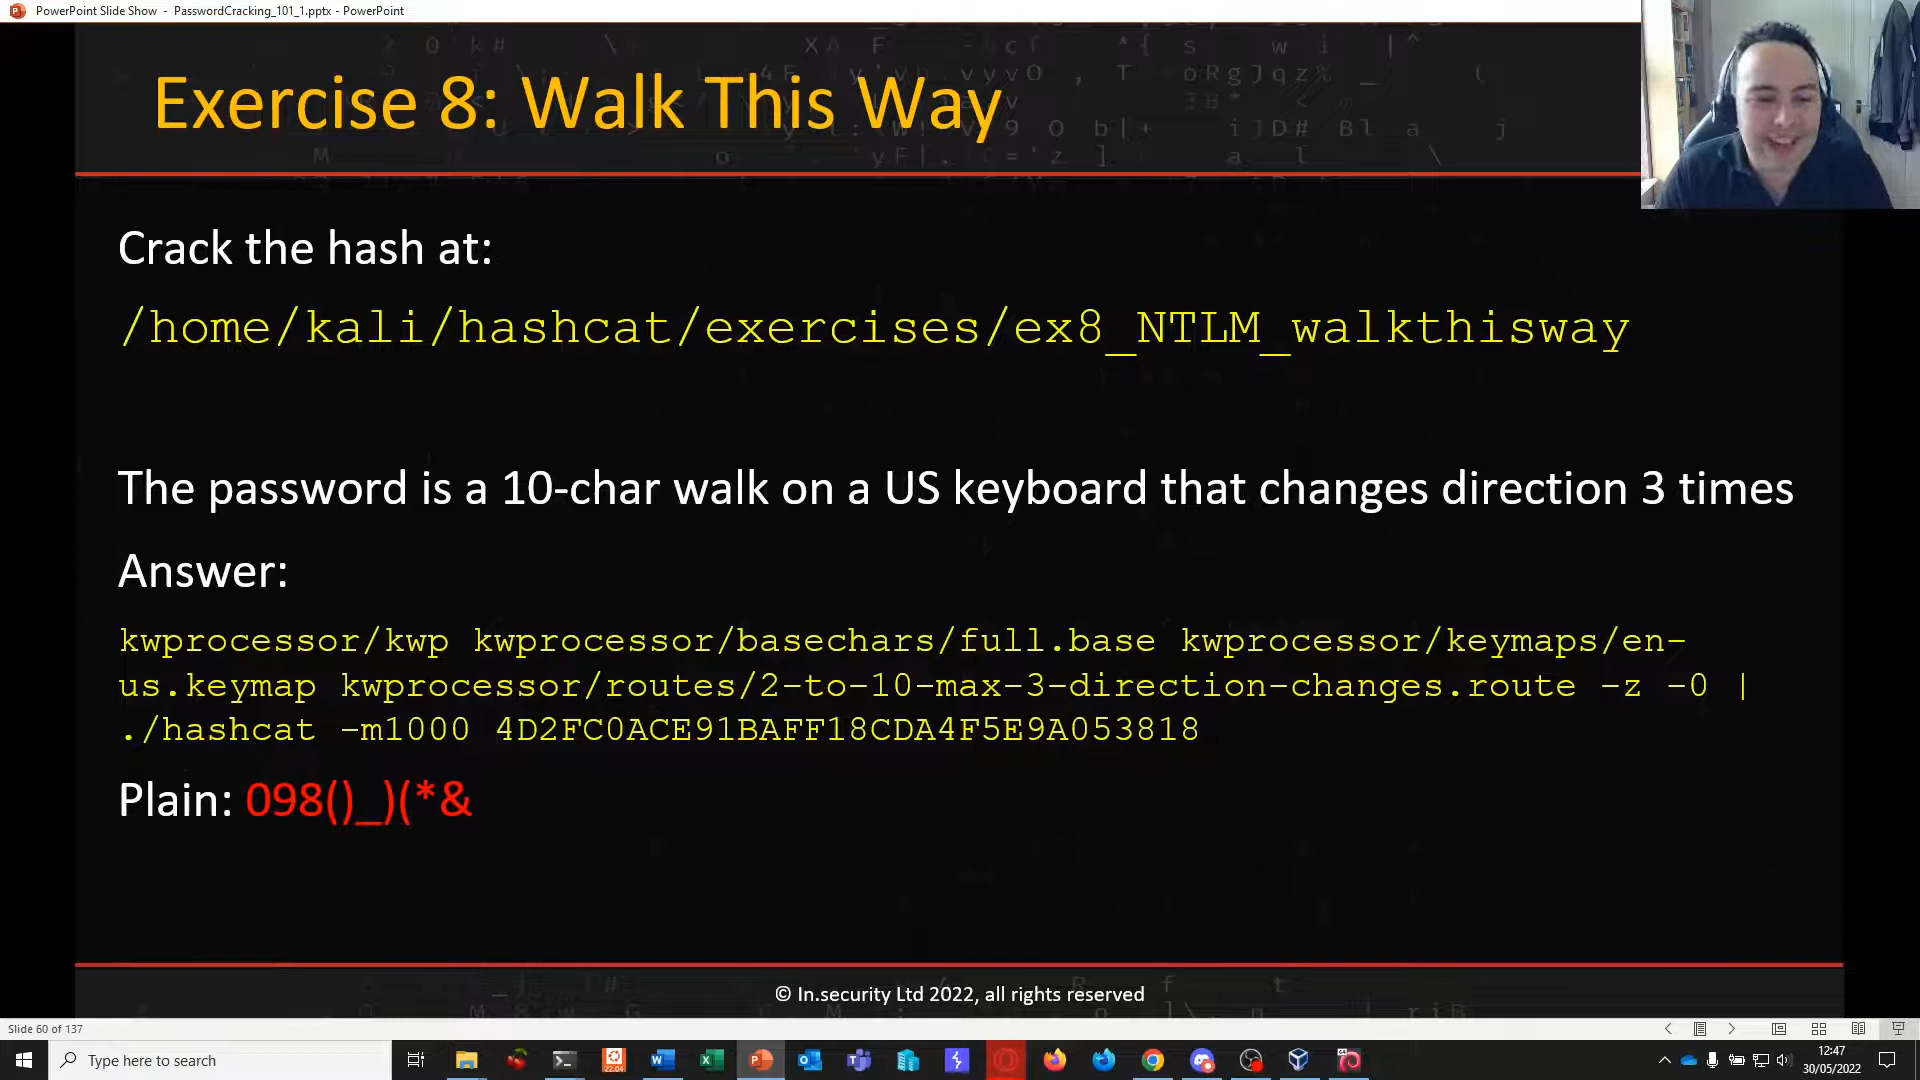 PowerPoint Slide Show - PasswordCracking_101_1.pptx - PowerPoint
Exercise 8: Walk This Way
Crack the hash at:
/home/kali/hashcat/exercises/ex8_NTLM_walkthisway
The password is a 10-char walk on a US keyboard that changes direction 3 times
Answer:
kwprocessor/kwp kwprocessor/basechars/full.base kwprocessor/keymaps/en-
us.keymap kwprocessor/routes/2-to-10-max-3-direction-changes.route -z -0 |
./hashcat -m1000 4D2FC0ACE91BAFF18CDA4F5E9A053818
Plain: 098()_)(*&
© In.security Ltd 2022, all rights reserved
Slide 60 of 137
Type here to search
22.04
12:47
30/05/2022